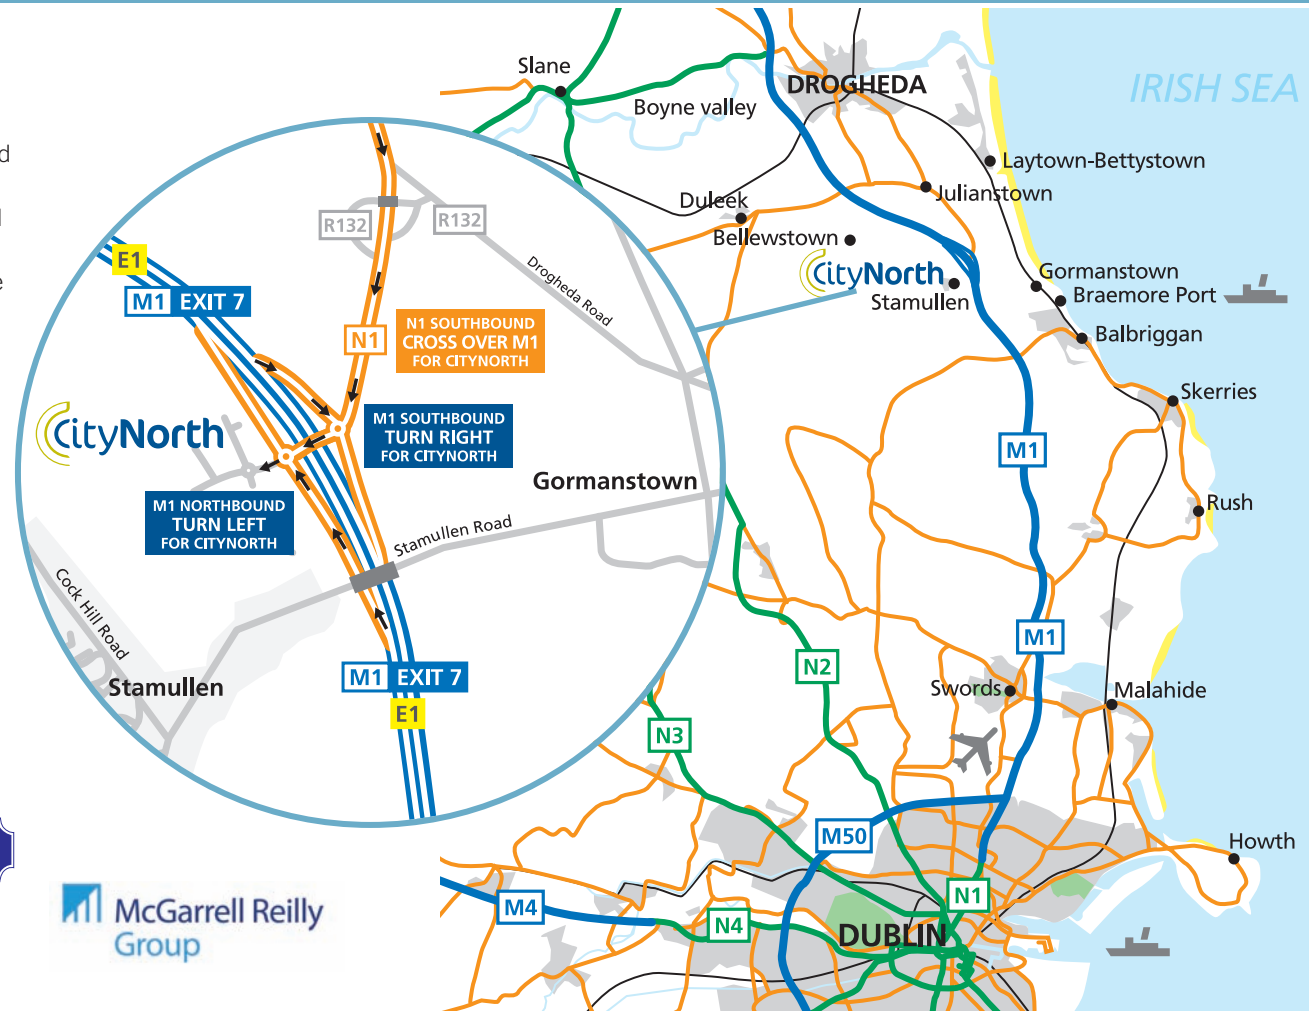 d
e
Slane
Boyne valley
DROGHEDA
IRISH SEA
Laytown-Bettystown
Julianstown
Duleek
Bellewstown
CityNorth
Stamullen
Gormanstown
Braemore Port
Balbriggan
Skerries
Rush
M1
M1
N2
N3
Swords
Malahide
M50
Howth
M4
N4
N1
DUBLIN
R132
R132
Drogheda Road
E1
M1 EXIT 7
N1
N1 SOUTHBOUND
CROSS OVER M1
FOR CITYNORTH
CityNorth
M1 SOUTHBOUND
TURN RIGHT
FOR CITYNORTH
Gormanstown
M1 NORTHBOUND
TURN LEFT
FOR CITYNORTH
Stamullen Road
Cock Hill Road
Stamullen
M1 EXIT 7
E1
McGarrell Reilly
Group